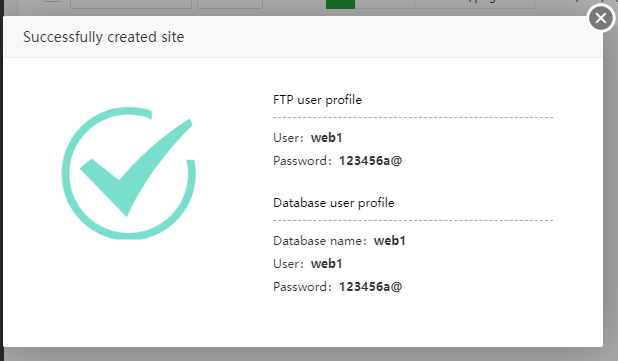 Successfully created site
FTP user profile
User：web1
Password：123456a@
Database user profile
Database name：web1
User：web1
Password：123456a@